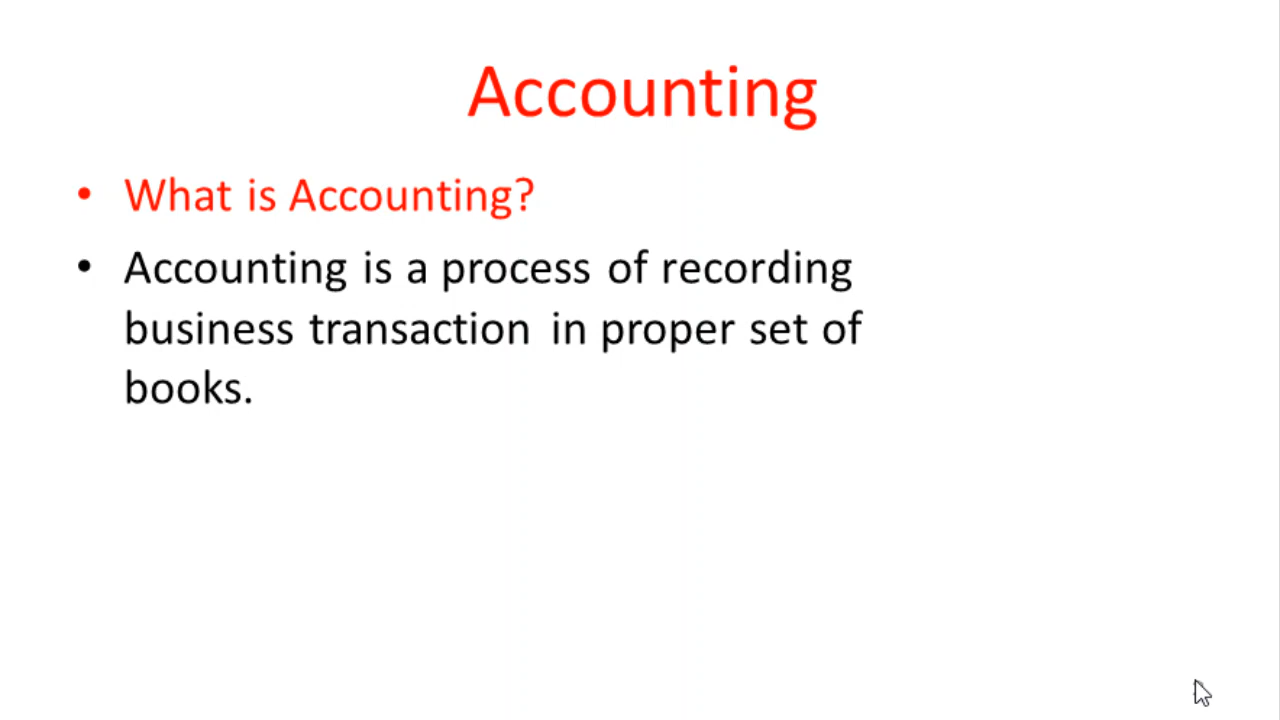 Accounting
• What is Accounting?
• Accounting is a process of recording
business transaction in proper set of
books.